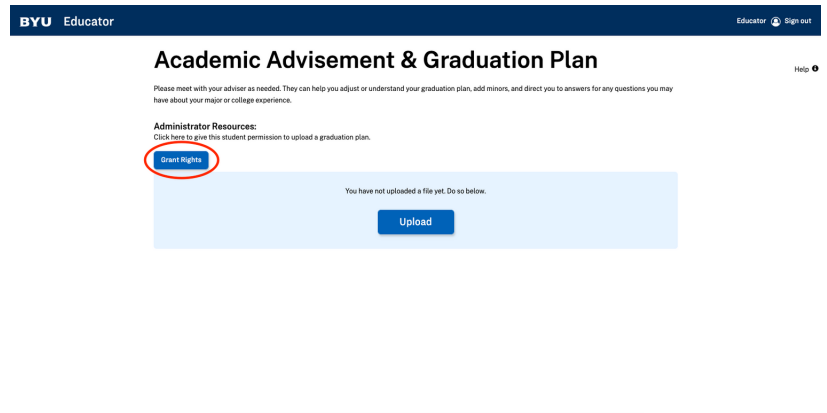 BYU Educator
Educator Sign out
Academic Advisement & Graduation Plan
Help
Please meet with your adviser as needed. They can help you adjust or understand your graduation plan, add minors, and direct you to answers for any questions you may
have about your major or college experience.
Administrator Resources:
Click here to give this student permission to upload a graduation plan.
Grant Rights
You have not uploaded a file yet. Do so below.
Upload